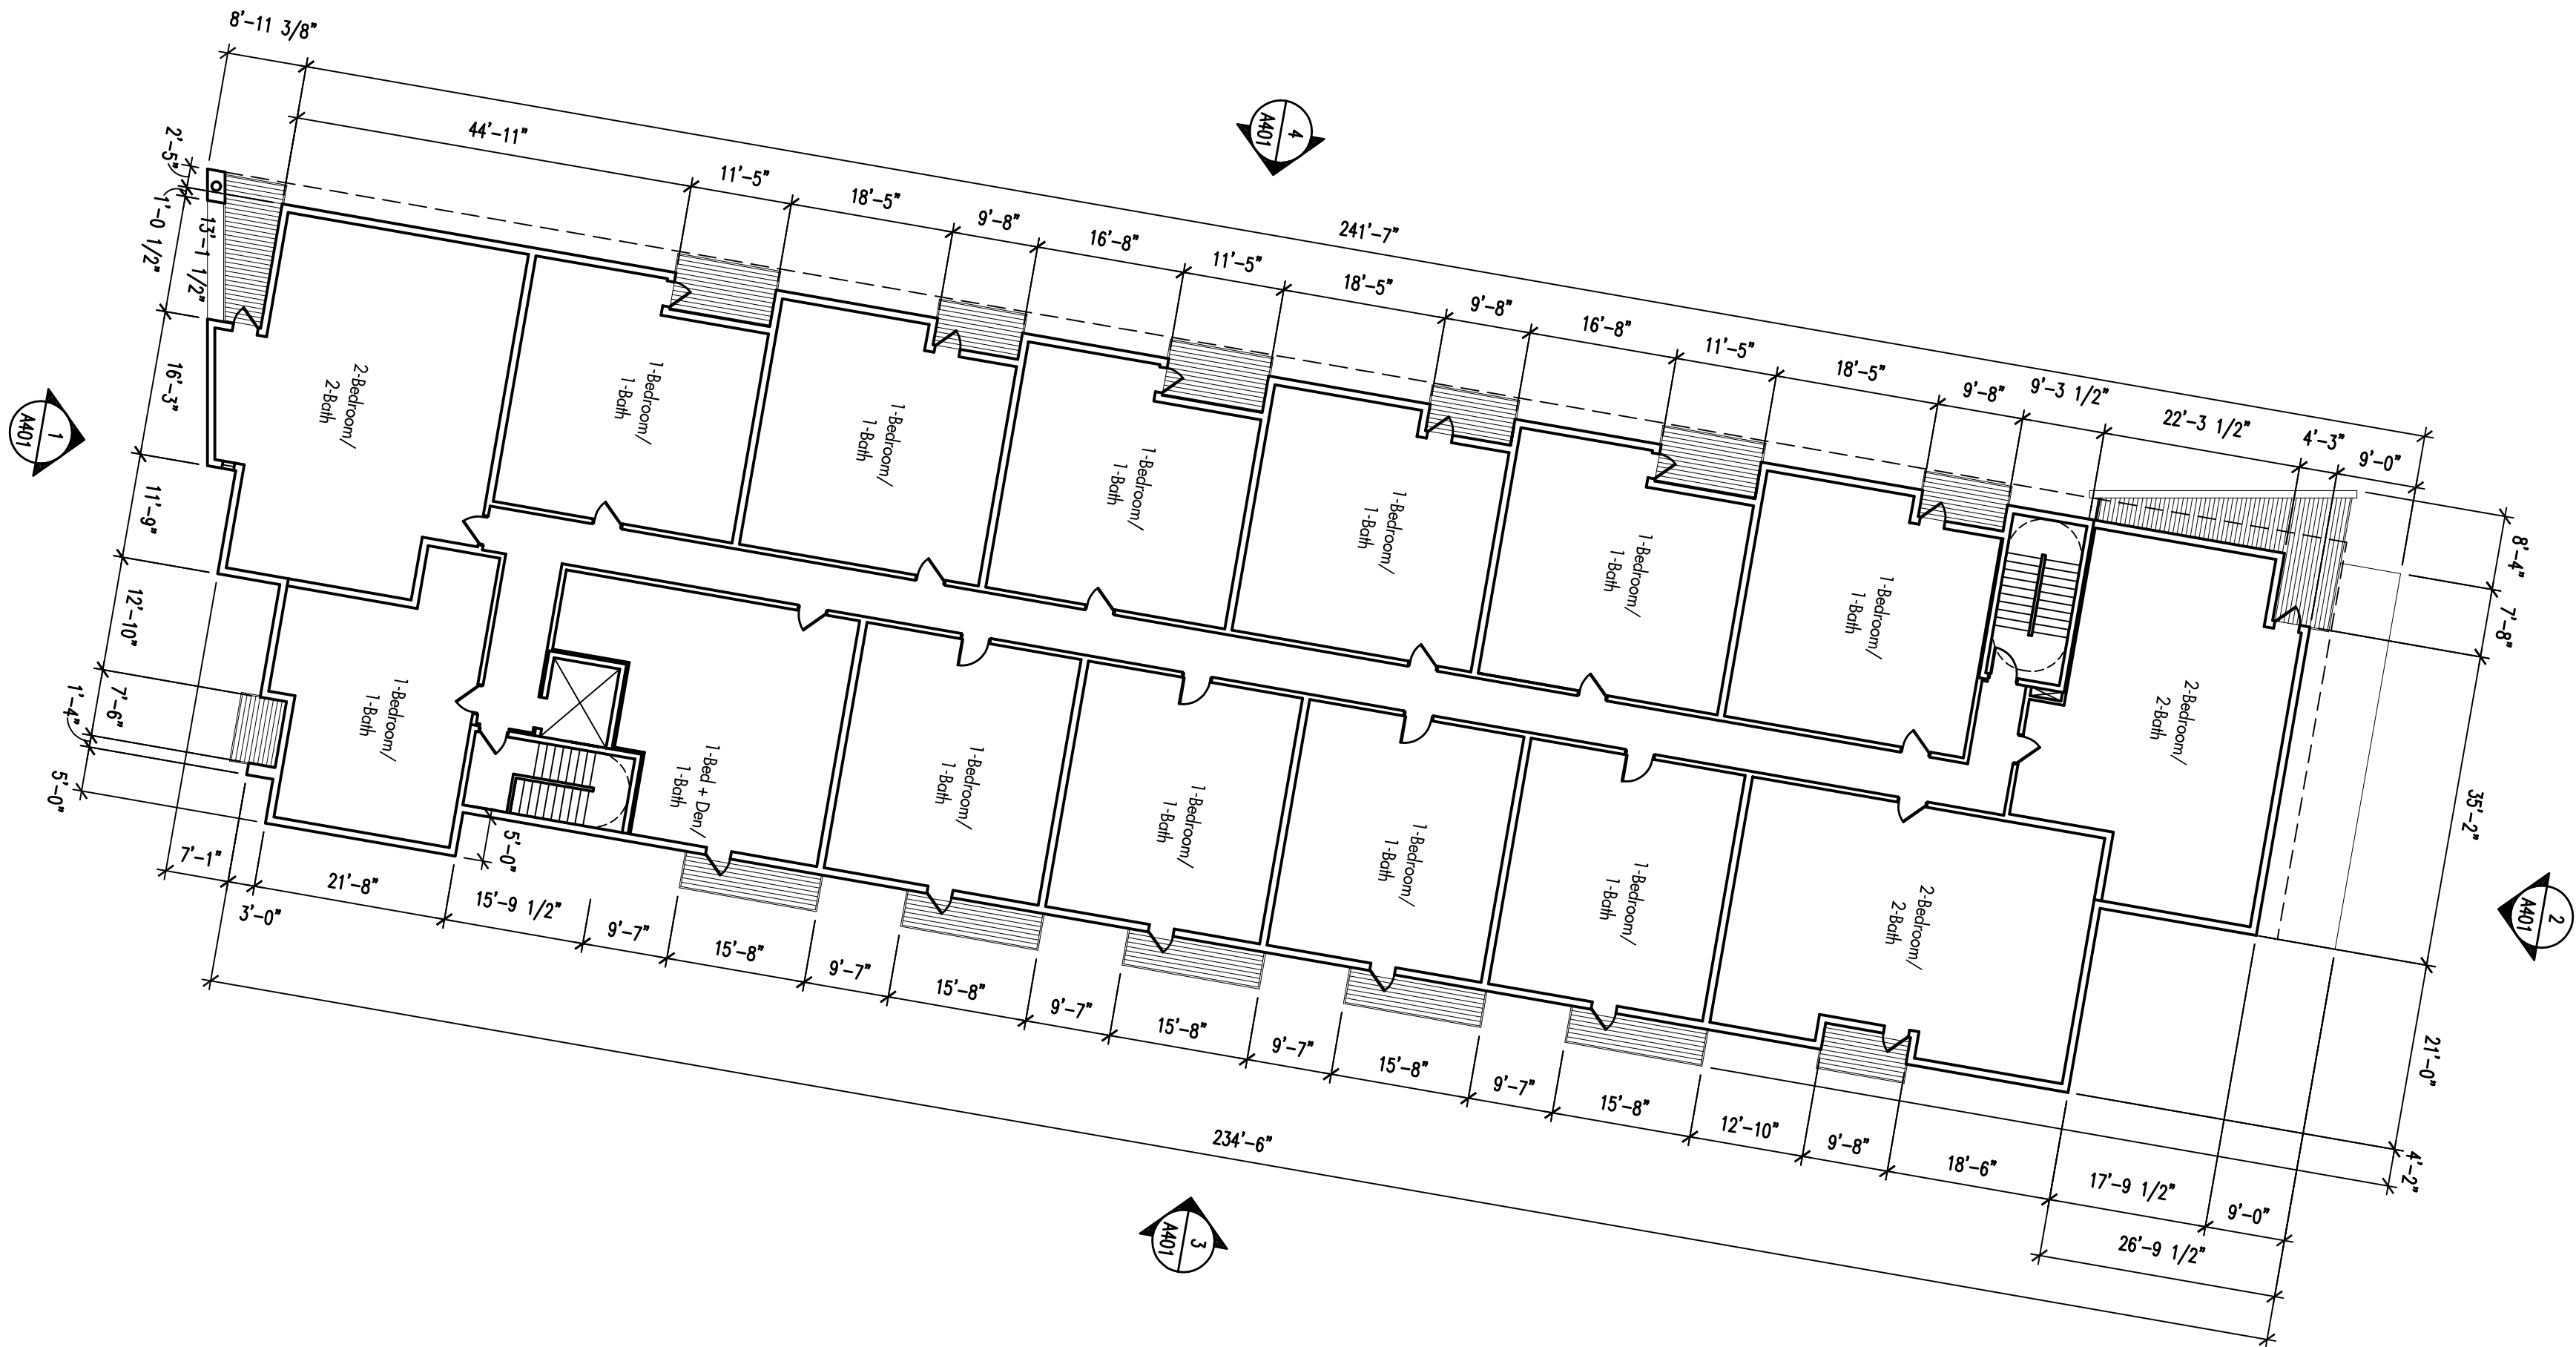 8'-11 3/8"
241'-7"
44'-11"
11'-5"
18'-5"
9'-8"
16'-8"
11'-5"
18'-5"
9'-8"
16'-8"
11'-5"
18'-5"
9'-8"
9'-3 1/2"
22'-3 1/2"
4'-3"
9'-0"
4
A401
2'-5"
1'-0 1/2"
13'-1 1/2"
16'-3"
11'-9"
12'-10"
7'-6"
1'-4"
5'-0"
1
A401
2-Bedroom/
2-Bath
1-Bedroom/
1-Bath
1-Bedroom/
1-Bath
1-Bedroom/
1-Bath
1-Bedroom/
1-Bath
1-Bedroom/
1-Bath
1-Bedroom/
1-Bath
2-Bedroom/
2-Bath
1-Bedroom/
1-Bath
1-Bed + Den/
1-Bath
1-Bedroom/
1-Bath
1-Bedroom/
1-Bath
1-Bedroom/
1-Bath
1-Bedroom/
1-Bath
2-Bedroom/
2-Bath
8'-4"
7'-8"
35'-2"
21'-0"
4'-2"
2
A401
5'-0"
7'-1"
3'-0"
21'-8"
15'-9 1/2"
9'-7"
15'-8"
9'-7"
15'-8"
9'-7"
15'-8"
9'-7"
15'-8"
9'-7"
15'-8"
12'-10"
9'-8"
18'-6"
17'-9 1/2"
9'-0"
26'-9 1/2"
234'-6"
3
A401